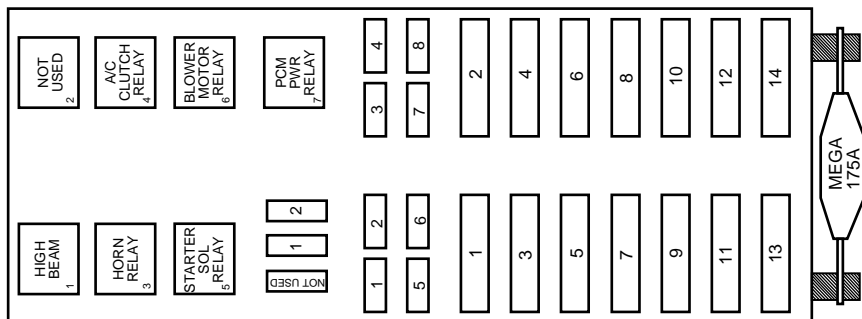 NOT
USED
2
A/C
CLUTCH
RELAY
4
BLOWER
MOTOR
RELAY
6
PCM
PWR
RELAY
7
4
8
3
7
2
4
6
8
10
12
14
HIGH
BEAM
1
HORN
RELAY
3
STARTER
SOL
RELAY
5
2
1
NOT USED
2
6
1
5
1
3
5
7
9
11
13
MEGA
175A